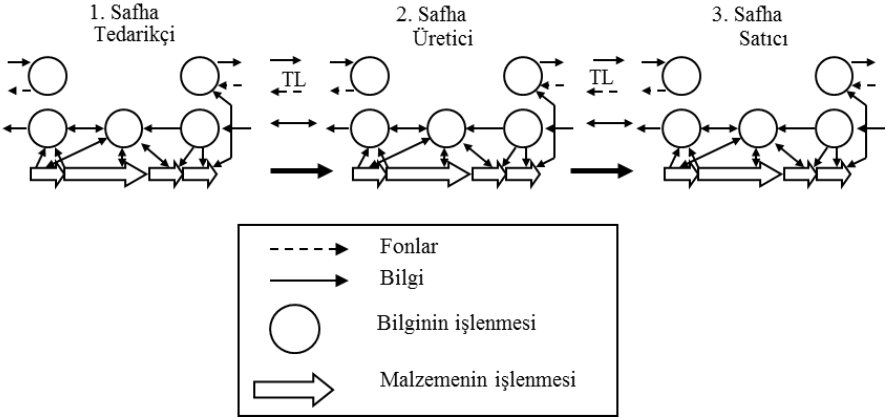 1. Safha
Tedarikçi
2. Safha
Üretici
3. Safha
Satıcı
TL
TL
Fonlar
Bilgi
Bilginin işlenmesi
Malzemenin işlenmesi